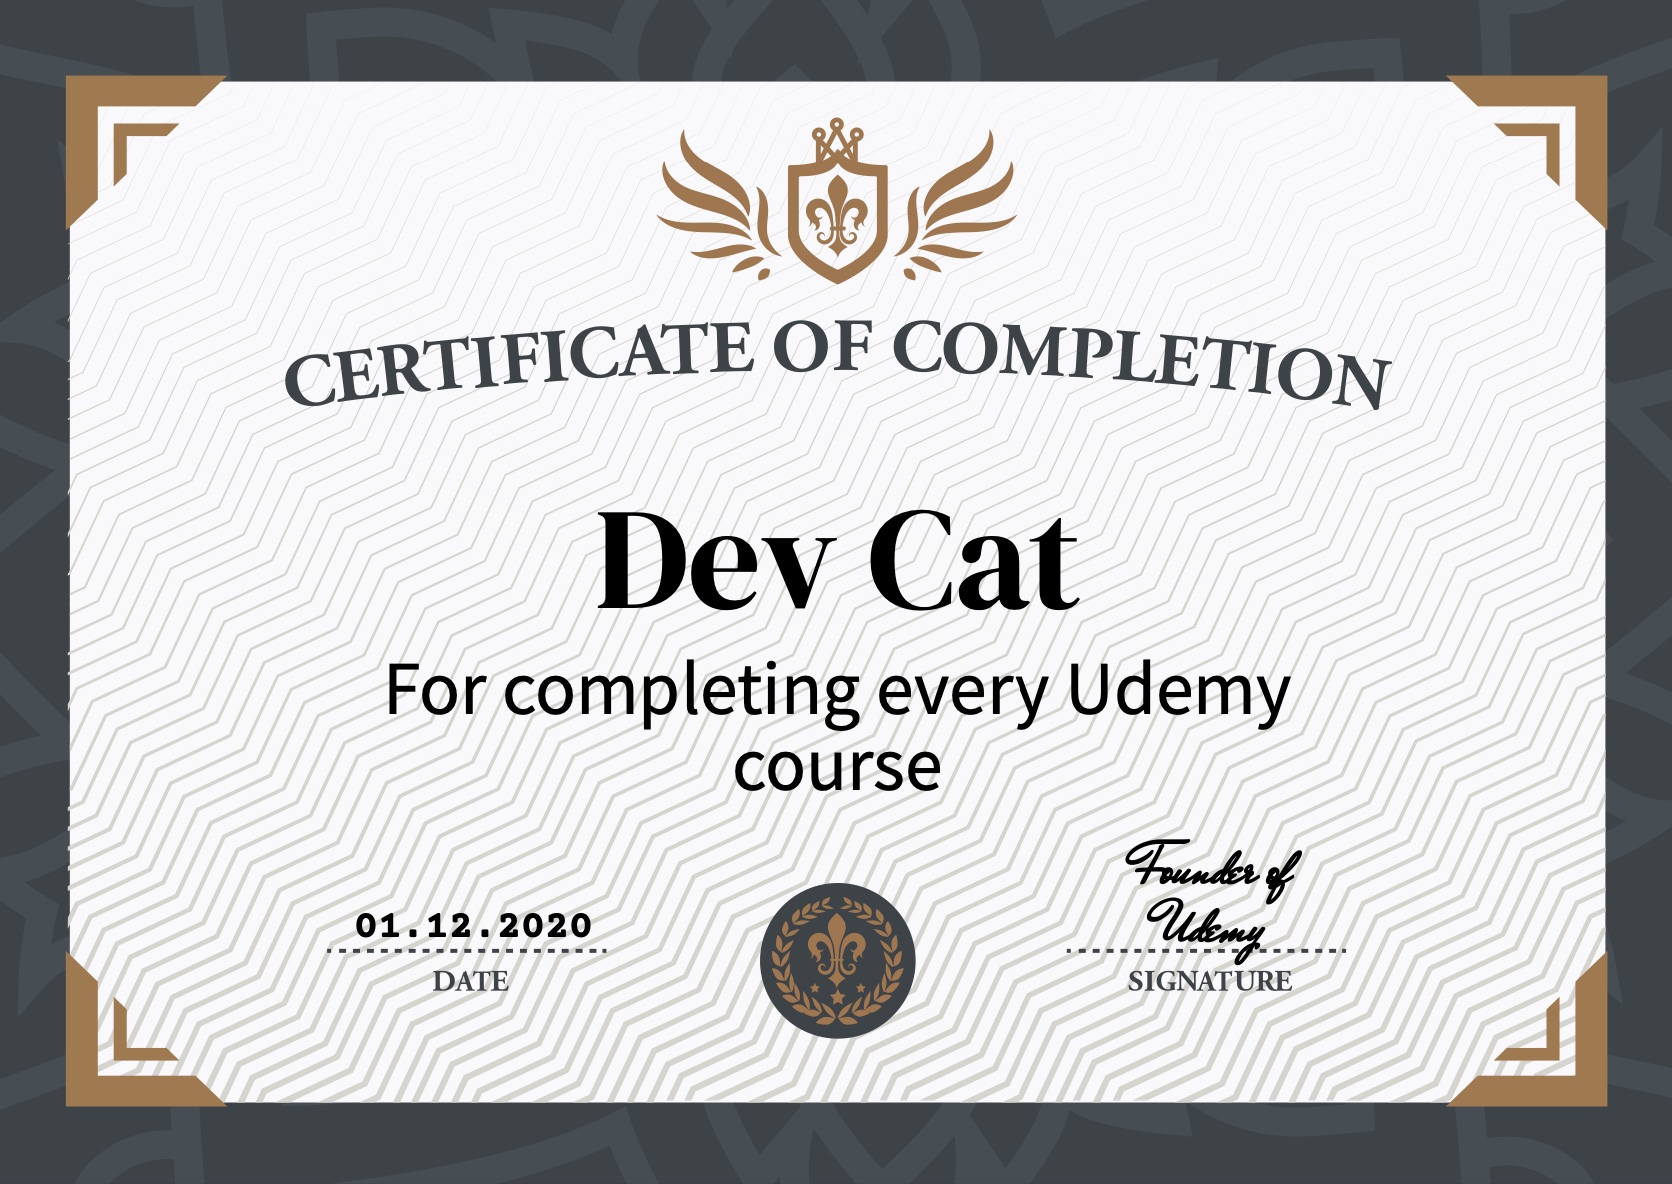 CERTIFICATE OF COMPLETION
Dev Cat
For completing every Udemy
course
01.12.2020
DATE
Founder of
Udemy
SIGNATURE